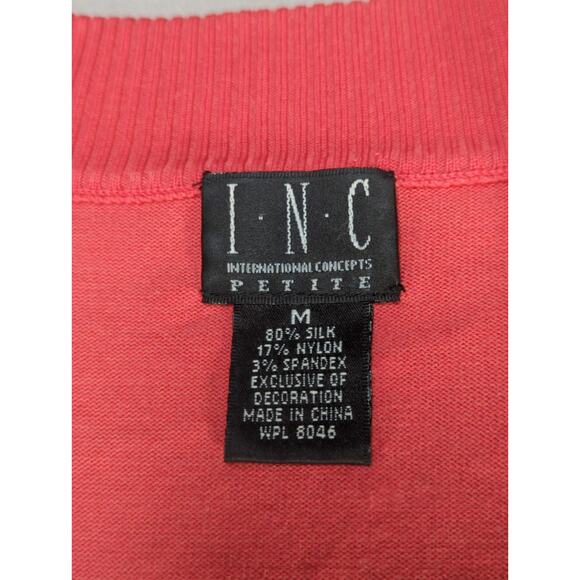 I·N·C
INTERNATIONAL CONCEPTS
PETITE
M
80% SILK
17% NYLON
3% SPANDEX
EXCLUSIVE OF
DECORATION
MADE IN CHINA
WPL 8046